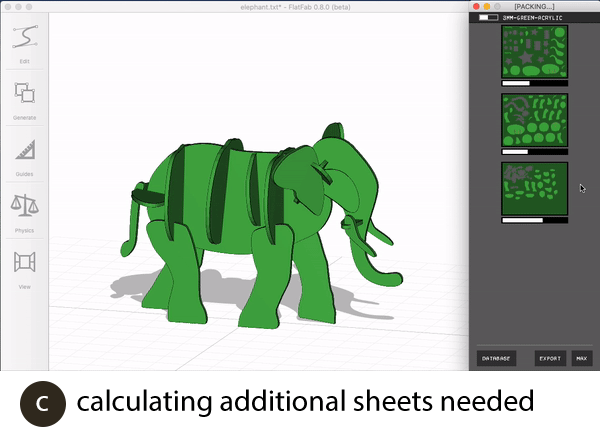 elephant.txt* - FlatFab 0.8.0 (beta)
[PACKING...]
3MM-GREEN-ACRYLIC
Edit
Generate
Guides
Physics
View
DATABASE
EXPORT
MAX
C calculating additional sheets needed